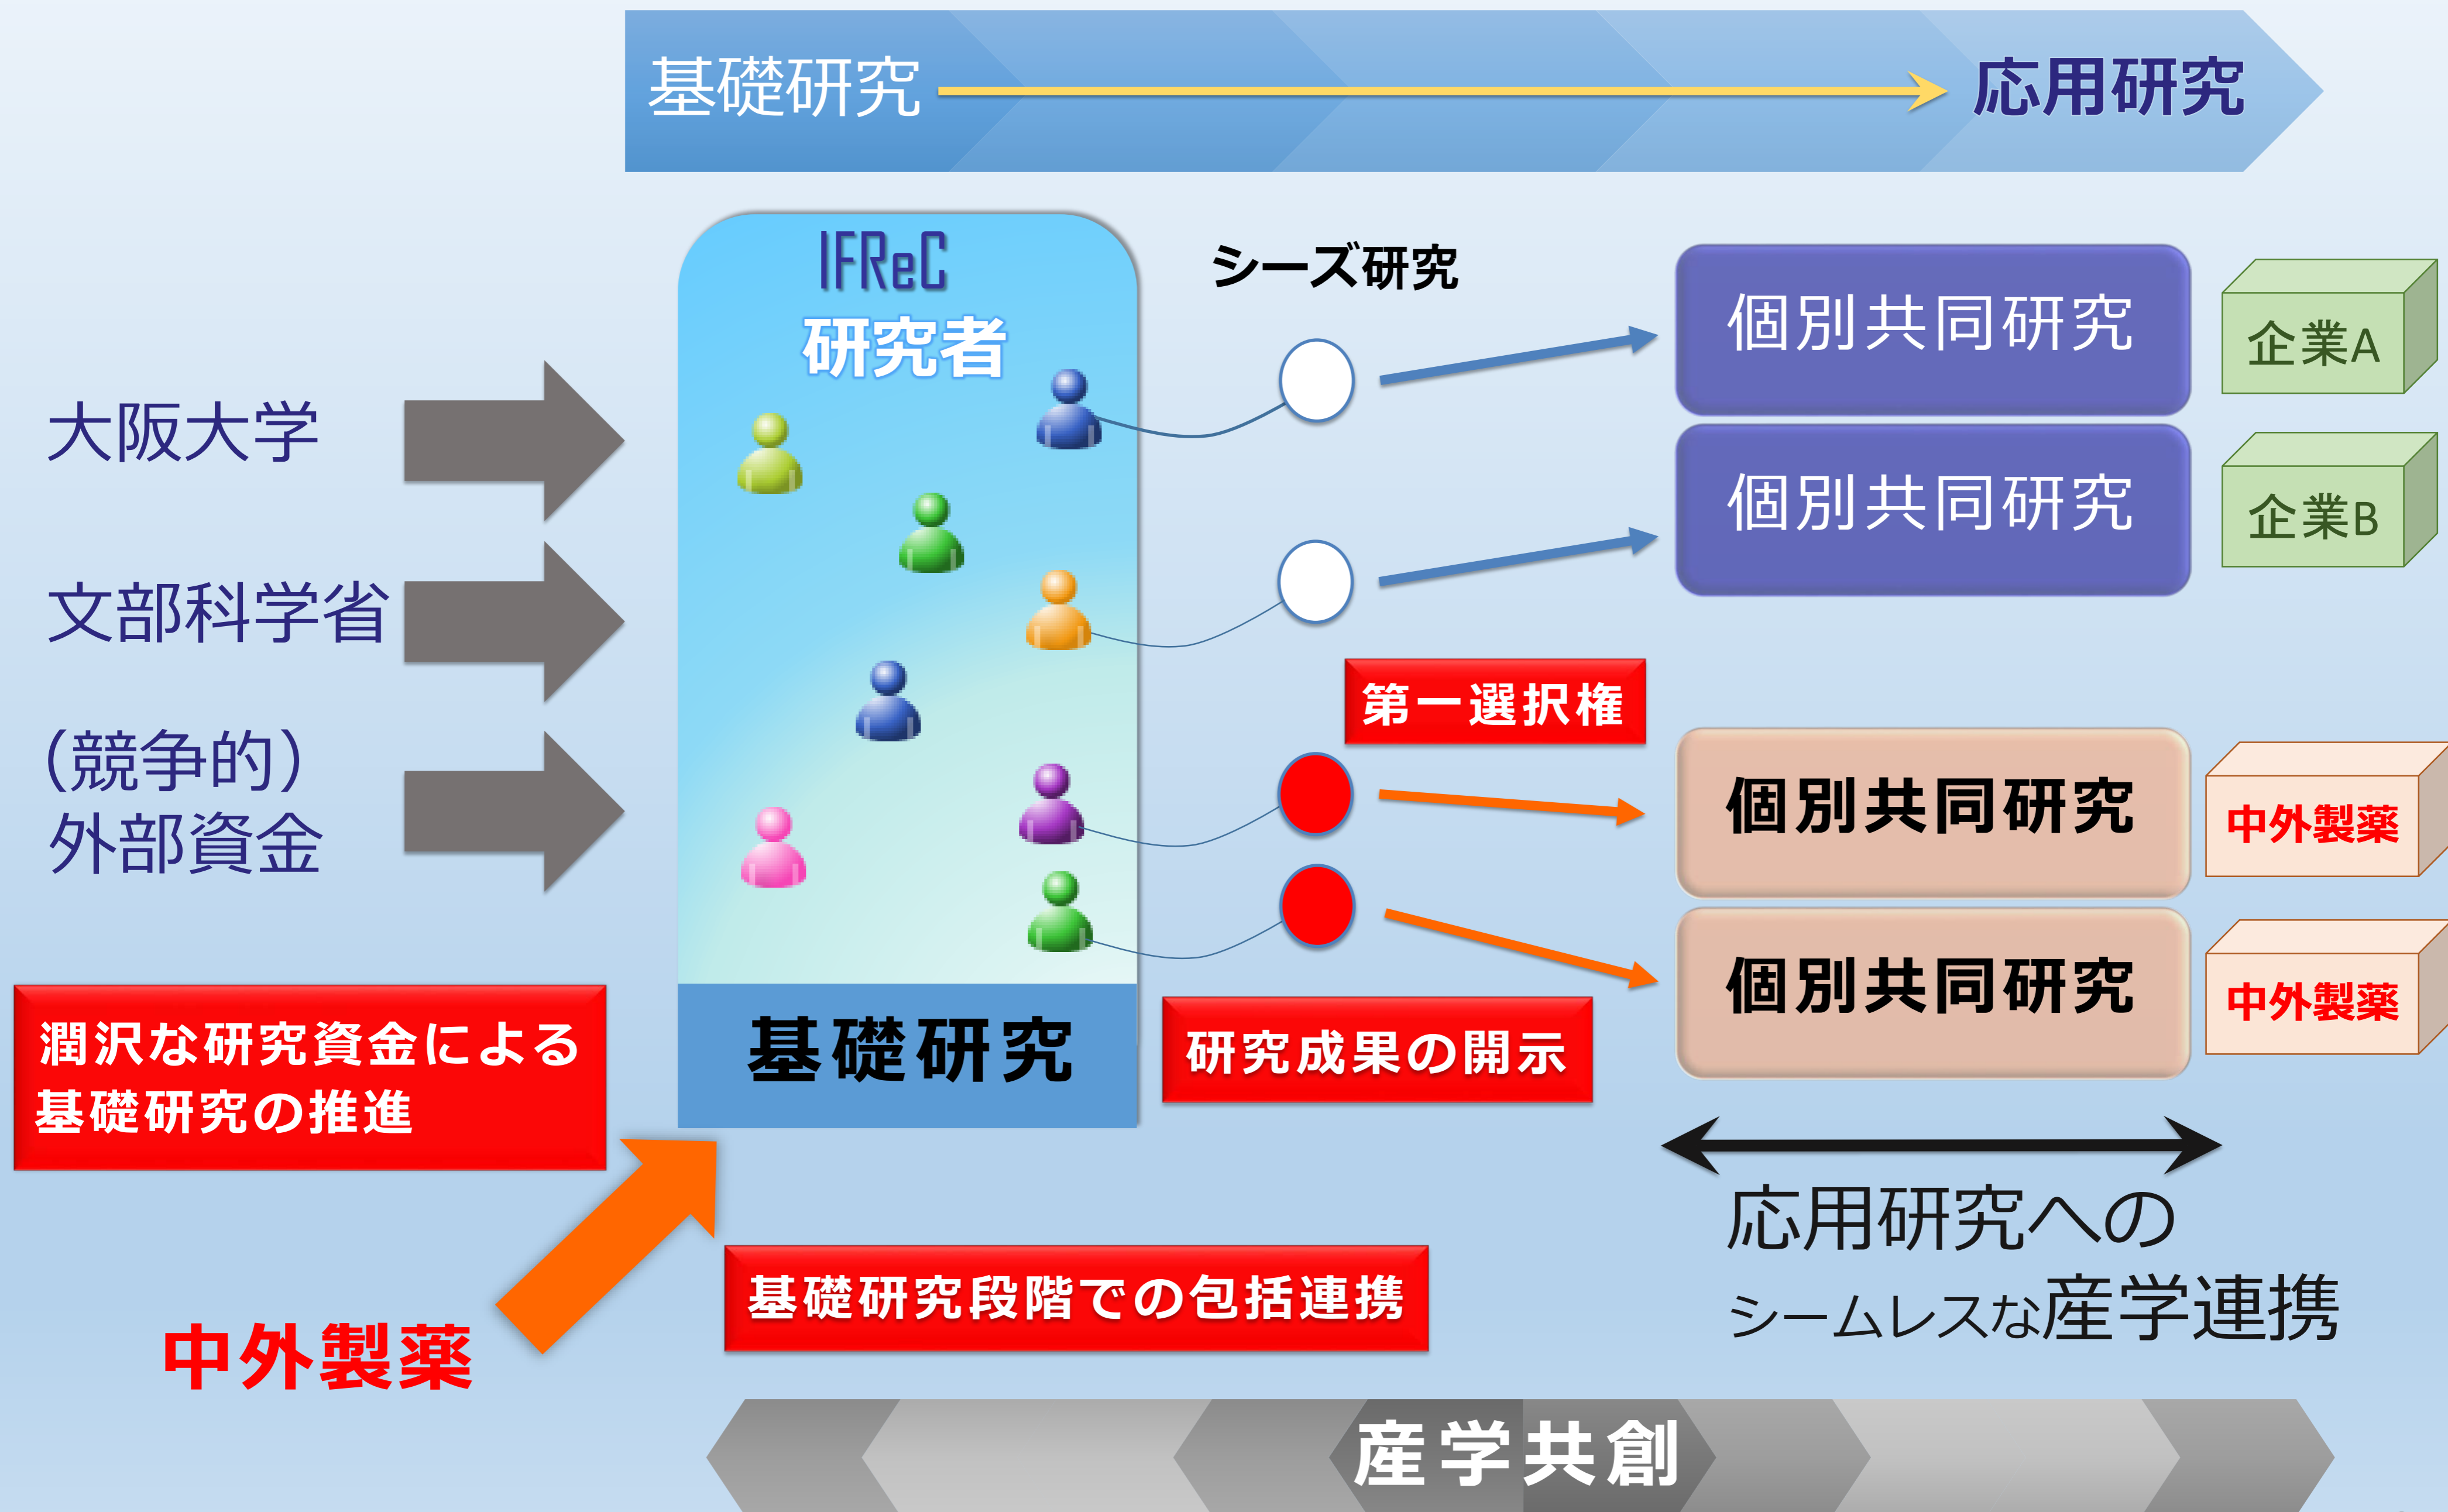 基礎研究
応用研究
IFReC
研究者
シーズ研究
個別共同研究
企業A
個別共同研究
企業B
大阪大学
文部科学省
（競争的）
外部資金
第一選択権
個別共同研究
中外製薬
個別共同研究
中外製薬
基礎研究
研究成果の開示
潤沢な研究資金による
基礎研究の推進
中外製薬
基礎研究段階での包括連携
応用研究への
シームレスな産学連携
産学共創